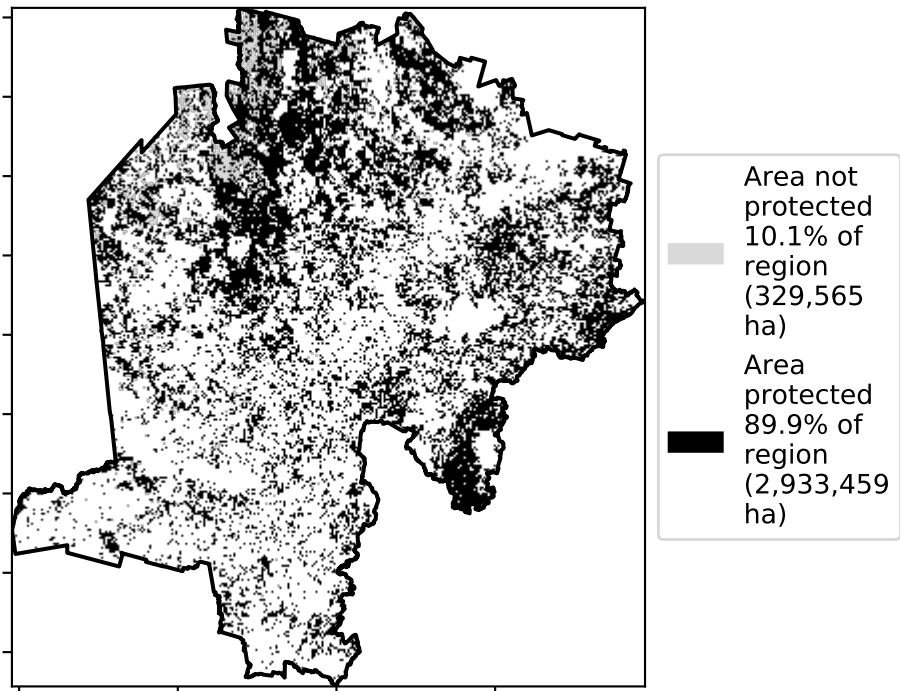 Area not
protected
10.1% of
region
(329,565
ha)
Area
protected
89.9% of
region
(2,933,459
ha)